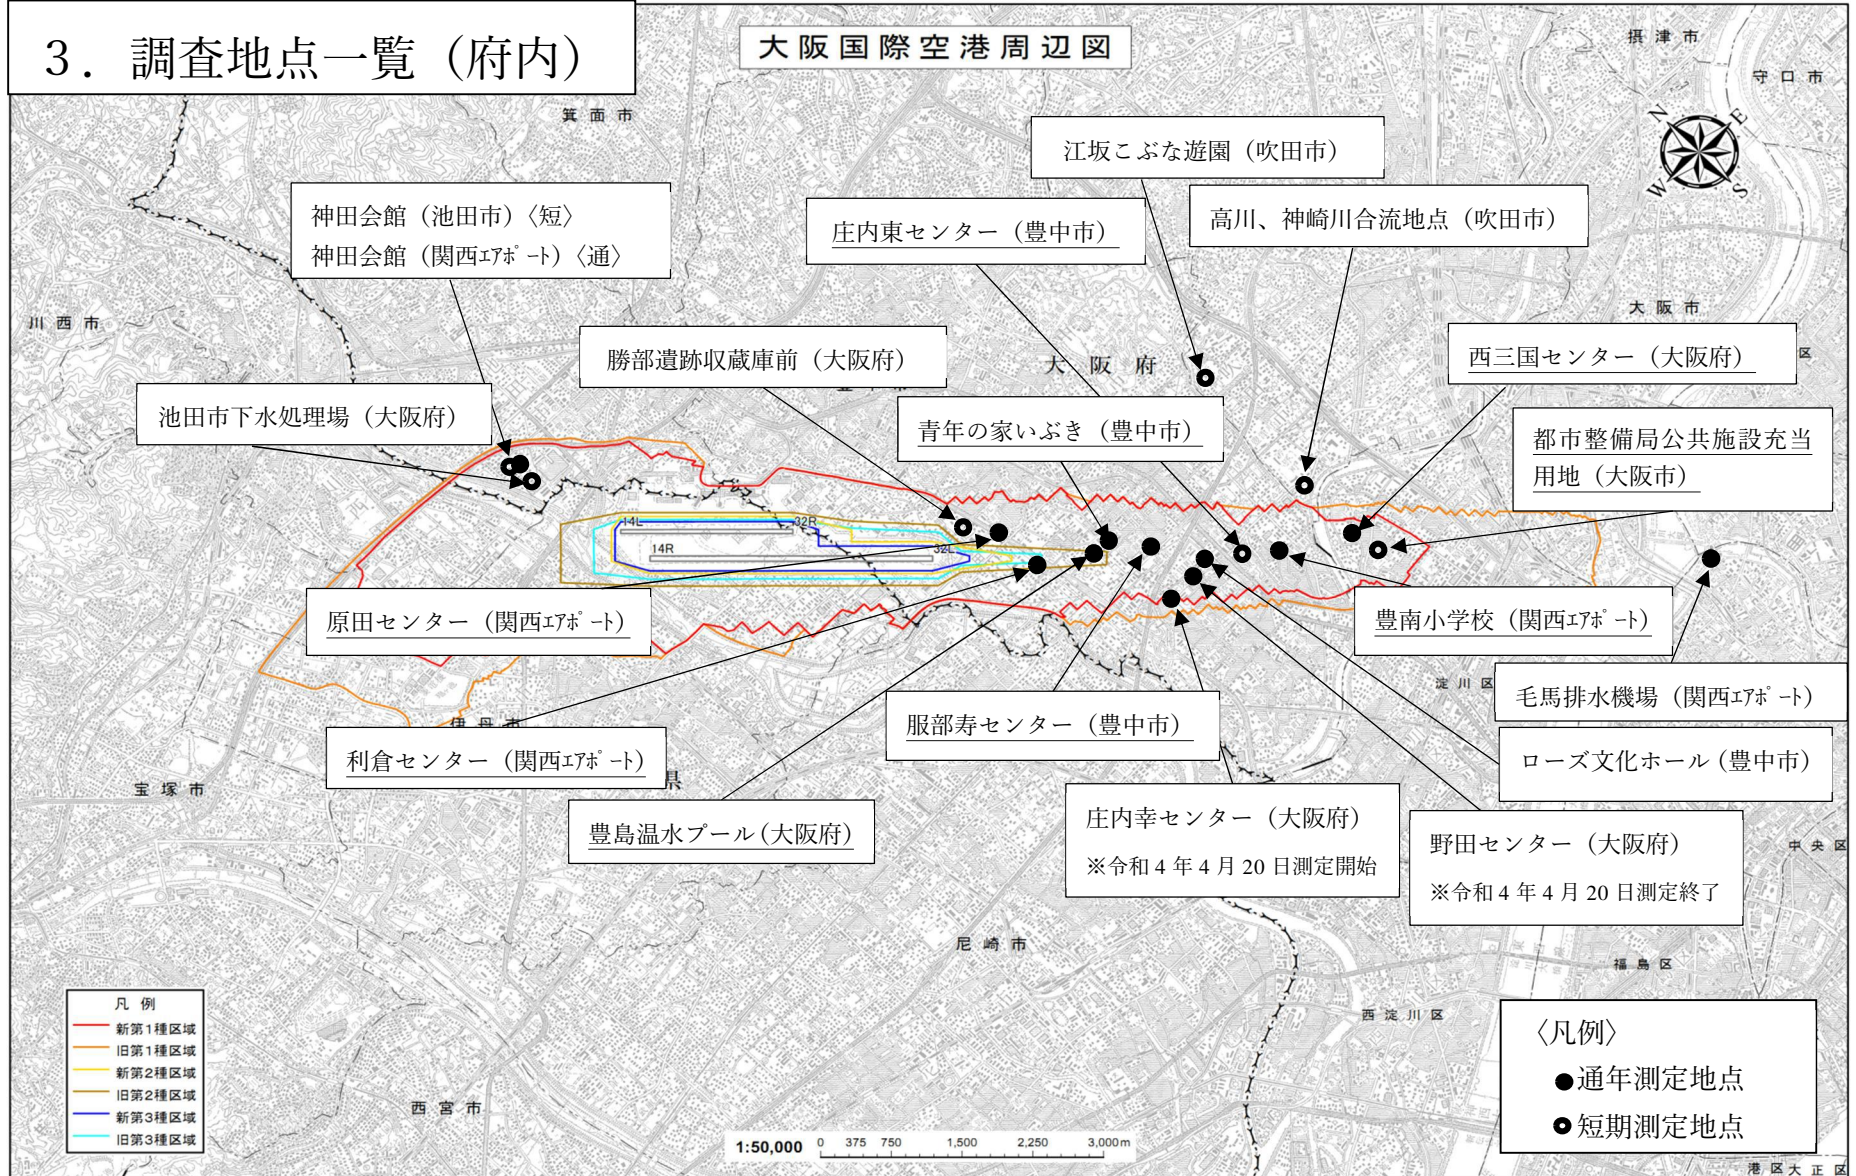 3．調査地点一覧（府内）
大阪国際空港周辺図
摂津市
守口市
箕面市
N
E
W
S
江坂こぶな遊園（吹田市）
神田会館（池田市）〈短〉
神田会館（関西エアポート）〈通〉
庄内東センター（豊中市）
高川、神崎川合流地点（吹田市）
川西市
大阪市
勝部遺跡収蔵庫前（大阪府）
大阪府
西三国センター（大阪府）
区
池田市下水処理場（大阪府）
青年の家いぶき（豊中市）
都市整備局公共施設充当
用地（大阪市）
14L
32R
14R
32L
原田センター（関西エアポート）
豊南小学校（関西エアポート）
淀川区
毛馬排水機場（関西エアポート）
伊丹市
服部寿センター（豊中市）
利倉センター（関西エアポート）
県
ローズ文化ホール（豊中市）
宝塚市
豊島温水プール（大阪府）
庄内幸センター（大阪府）
※令和4年4月20日測定開始
野田センター（大阪府）
※令和4年4月20日測定終了
中央区
尼崎市
福島区
西淀川区
凡例
新第1種区域
旧第1種区域
新第2種区域
旧第2種区域
新第3種区域
旧第3種区域
〈凡例〉
●通年測定地点
短期測定地点
西宮市
1:50,000 0 375 750 1,500 2,250 3,000m
港区
大正区